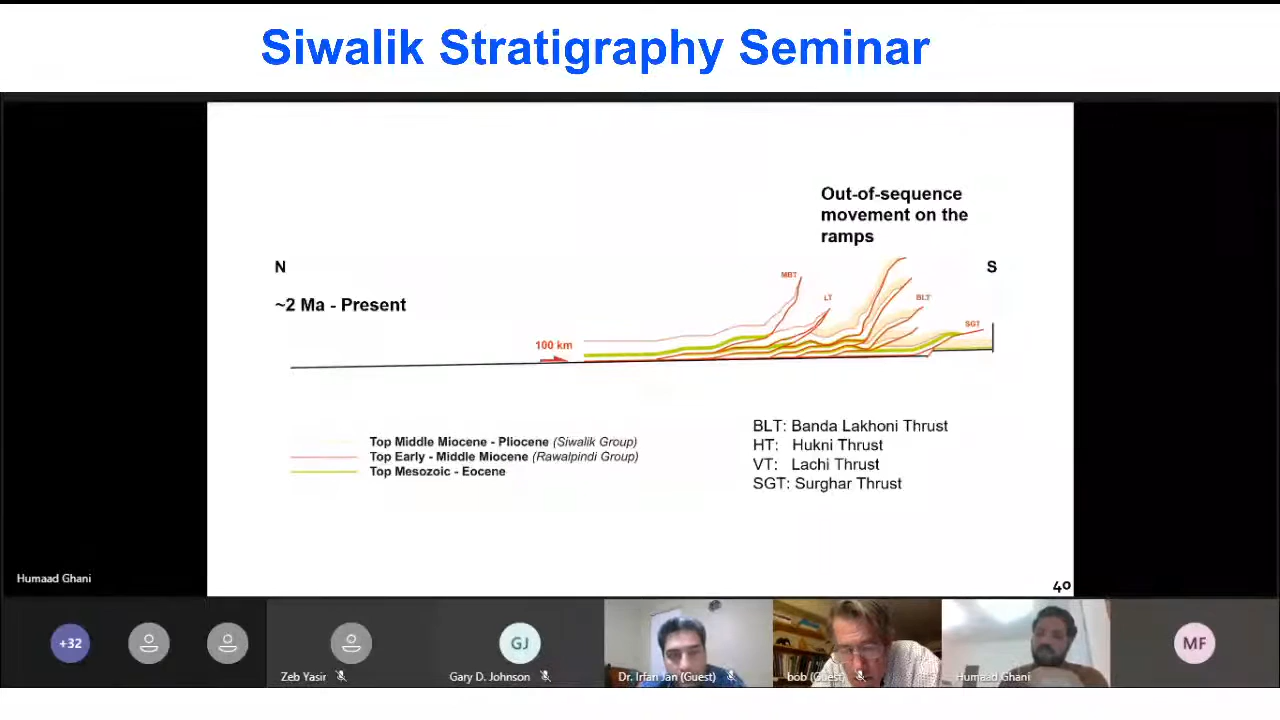 Siwalik Stratigraphy Seminar
Out-of-sequence
movement on the
ramps
N
S
~2 Ma - Present
MBT
LT
BLT
SGT
100 km
Top Middle Miocene - Pliocene (Siwalik Group)
Top Early - Middle Miocene (Rawalpindi Group)
Top Mesozoic - Eocene
BLT: Banda Lakhoni Thrust
HT: Hukni Thrust
VT: Lachi Thrust
SGT: Surghar Thrust
Humaad Ghani
40
+32
Zeb Yasir
GJ
Gary D. Johnson
Dr. Irfan Jan (Guest)
bob (Guest)
Humaad Ghani
MF